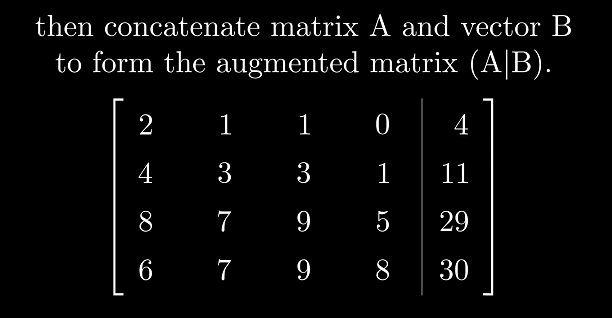 then concatenate matrix A and vector B
to form the augmented matrix (A|B).
2 1 1 0 4
4 3 3 1 11
8 7 9 5 29
6 7 9 8 30